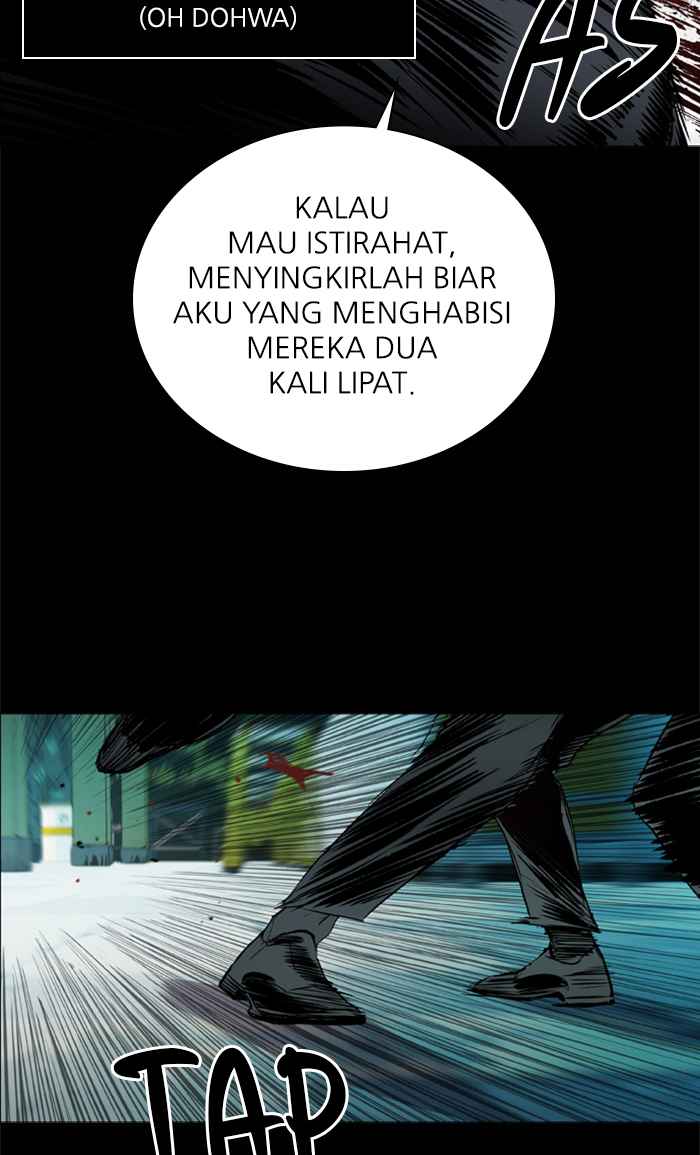 (OH DOHWA)
AS
KALAU
MAU ISTIRAHAT,
MENYINGKIRLAH BIAR
AKU YANG MENGHABISI
MEREKA DUA
KALI LIPAT.
TAP